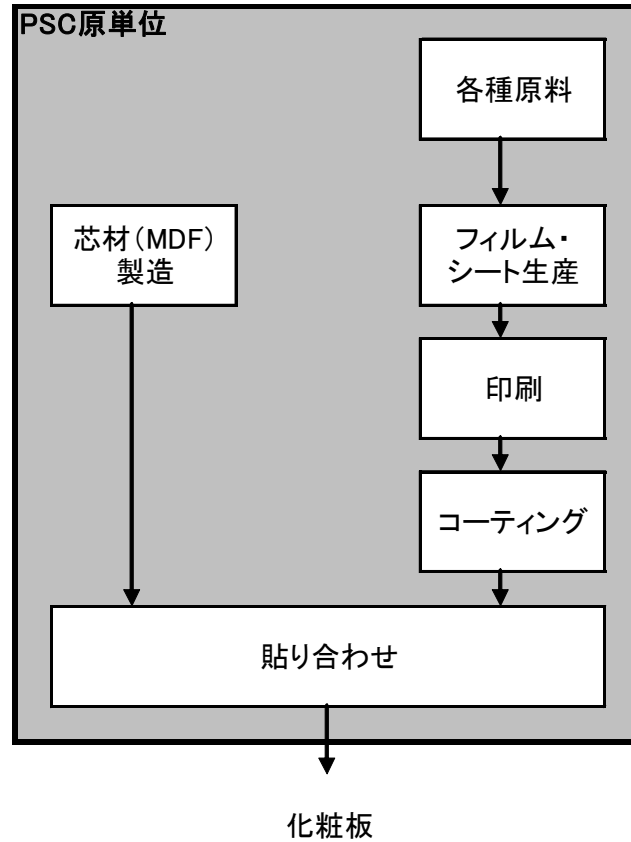 PSC原単位
各種原料
芯材(MDF)
製造
フィルム・
シート生産
印刷
コーティング
貼り合わせ
化粧板